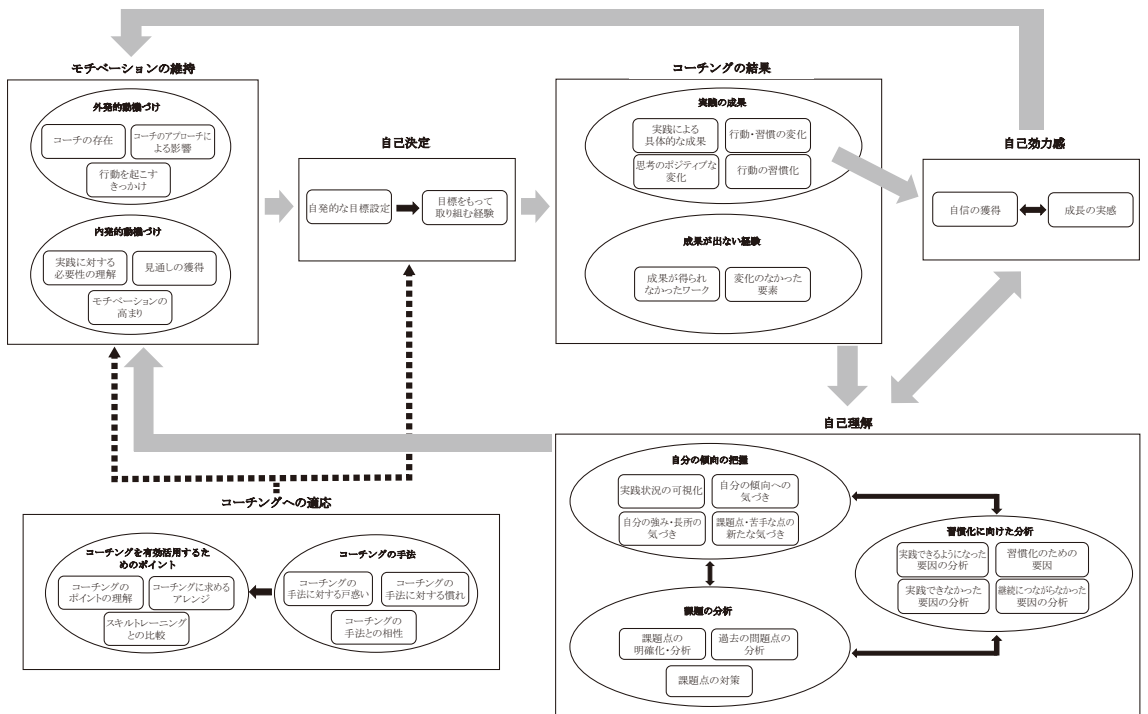 モチベーションの維持
外発的動機づけ
コーチの存在
コーチのアプローチに
よる影響
行動を起こす
きっかけ
内発的動機づけ
実践に対する
必要性の理解
見通しの獲得
モチベーションの
高まり
自己決定
自発的な目標設定
目標をもって
取り組む経験
コーチングの結果
実践の成果
実践による
具体的な成果
行動・習慣の変化
思考のポジティブな
変化
行動の習慣化
成果が出ない経験
成果が得られ
なかったワーク
変化のなかった
要素
自己効力感
自信の獲得
成長の実感
自己理解
自分の傾向の把握
実践状況の可視化
自分の傾向への
気づき
自分の強み・長所の
気づき
課題点・苦手な点の
新たな気づき
習慣化に向けた分析
実践できるようになった
要因の分析
習慣化のための
要因
実践できなかった
要因の分析
継続につながらなかった
要因の分析
課題の分析
課題点の
明確化・分析
過去の問題点の
分析
課題点の対策
コーチングへの適応
コーチングを有効活用するた
めのポイント
コーチングの
ポイントの理解
コーチングに求める
アレンジ
スキルトレーニング
との比較
コーチングの手法
コーチングの
手法に対する戸惑い
コーチングの
手法に対する慣れ
コーチングの
手法との相性